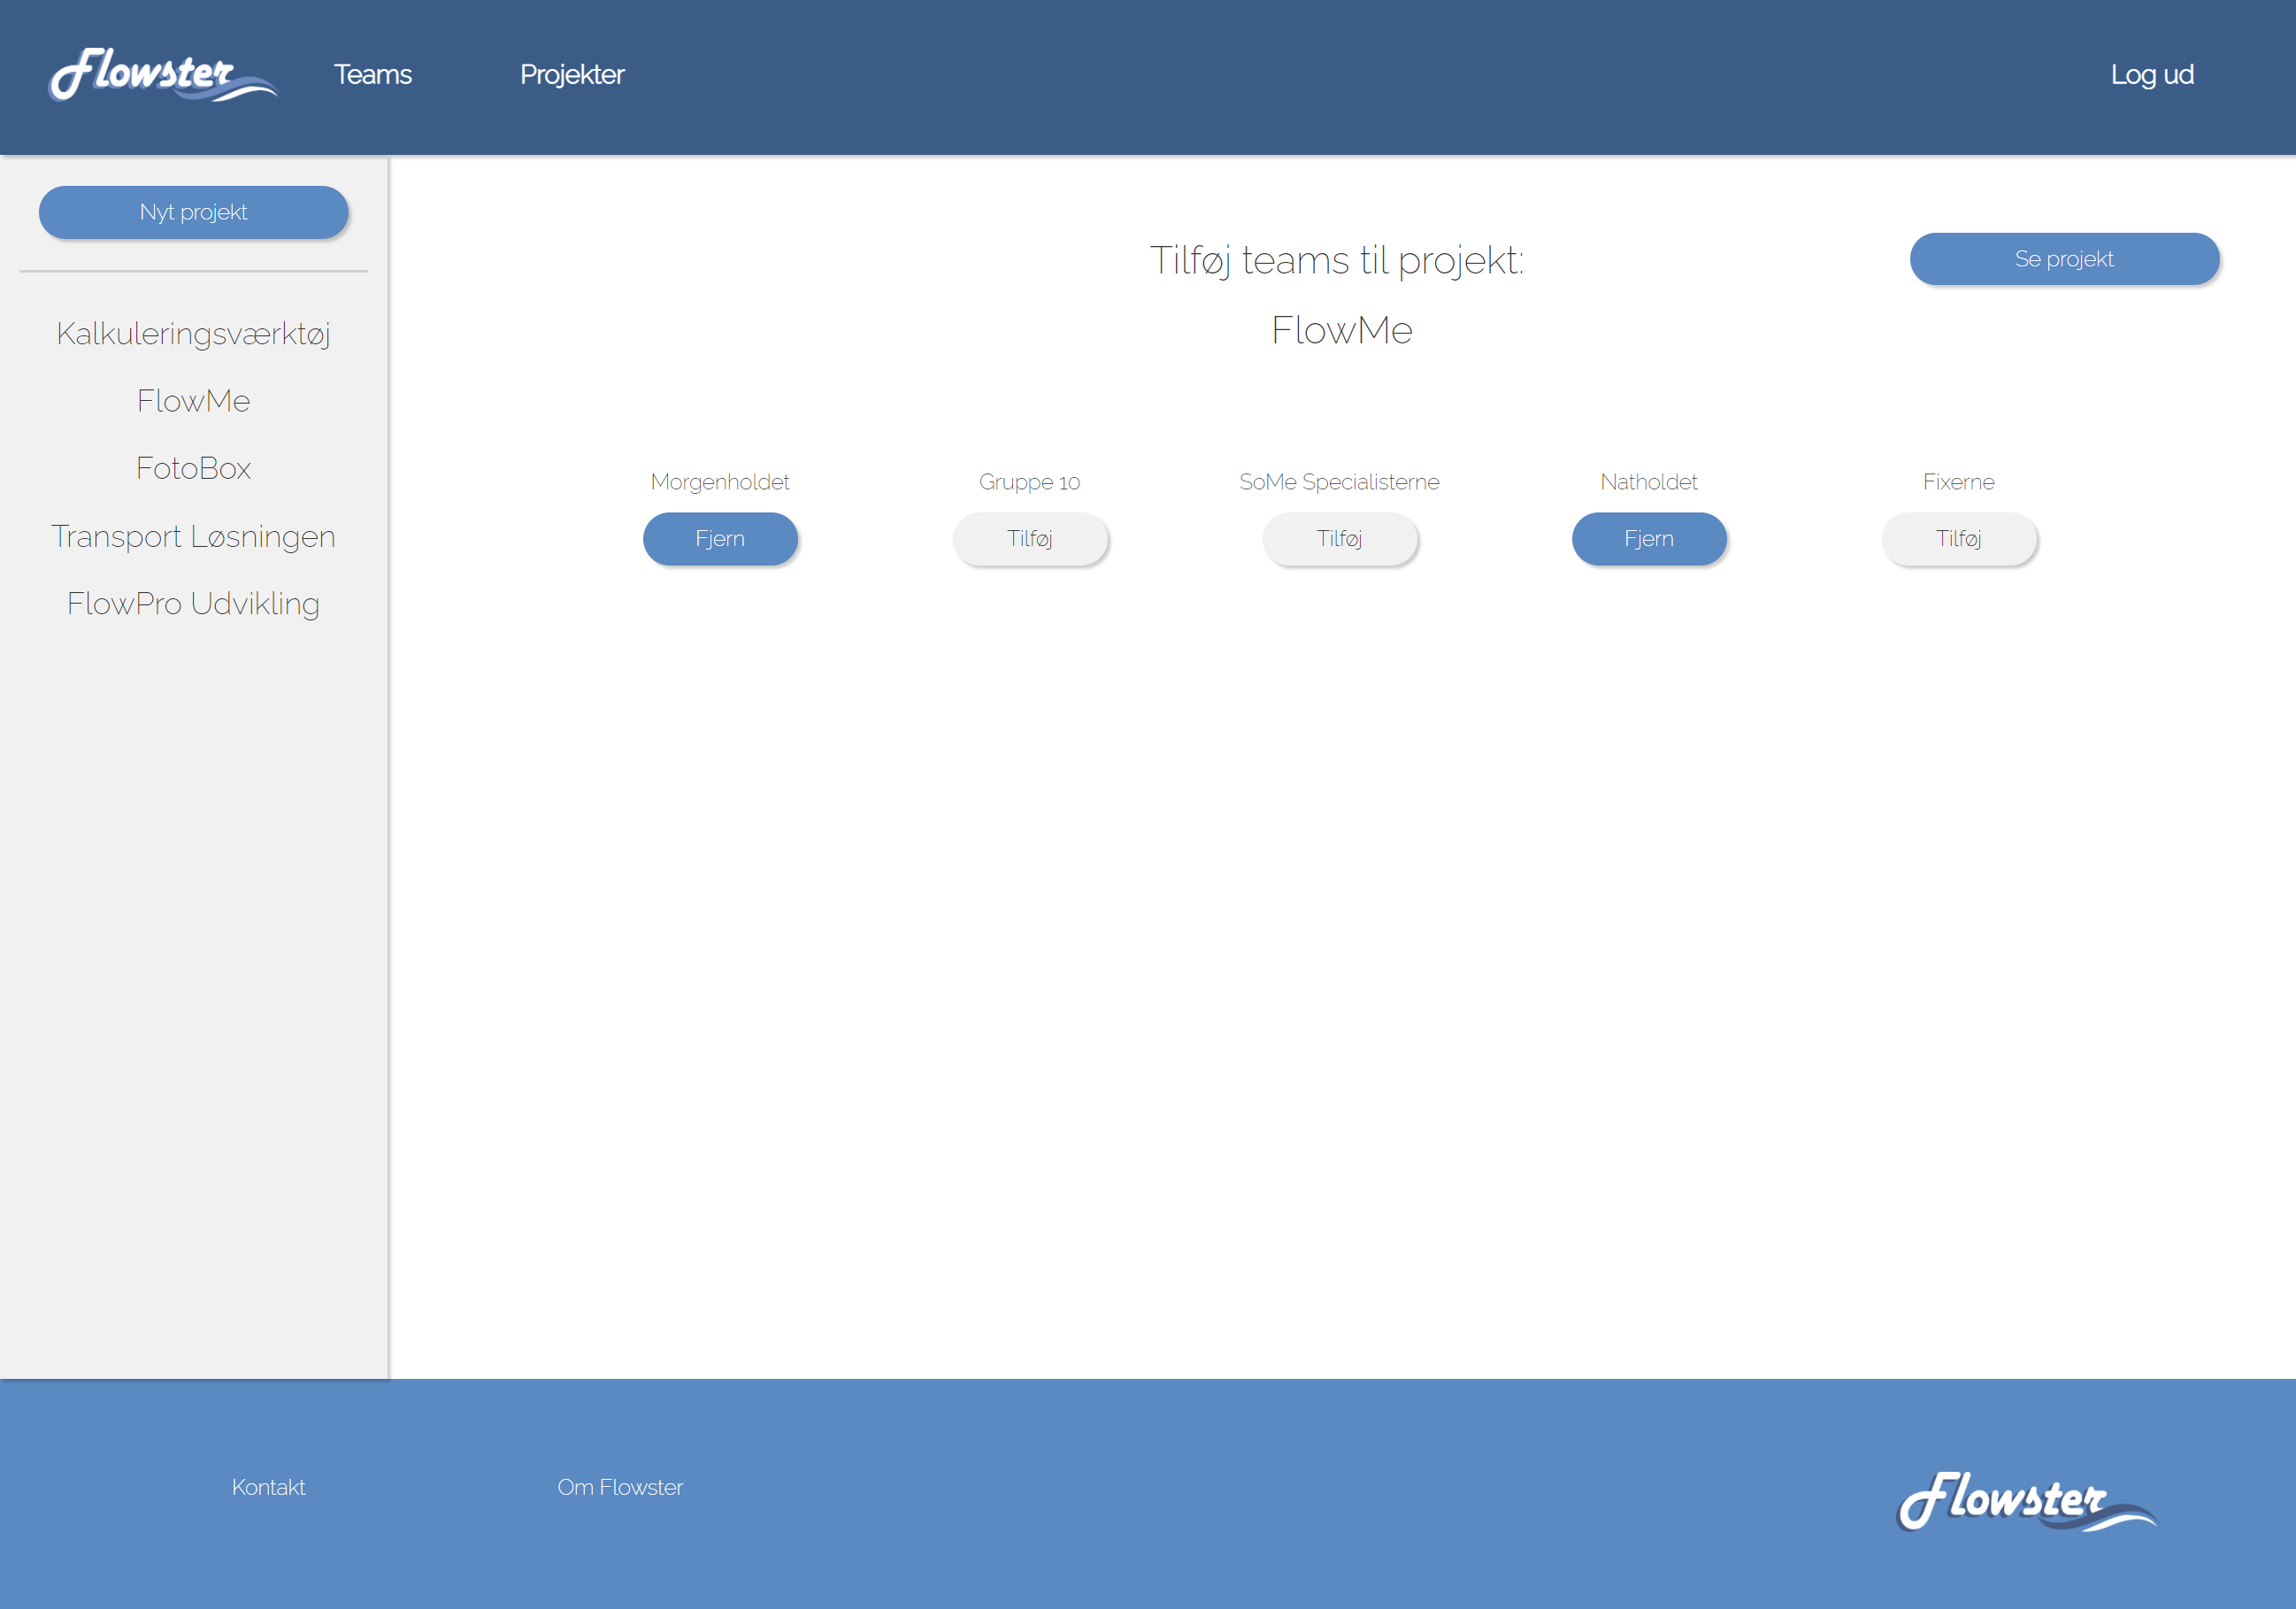 Flowster
Teams
Projekter
Log ud
Nyt projekt
Kalkuleringsværktøj
FlowMe
FotoBox
Transport Løsningen
FlowPro Udvikling
Tilføj teams til projekt:
FlowMe
Se projekt
Morgenholdet
Gruppe 10
SoMe Specialisterne
Natholdet
Fixerne
Fjern
Tilføj
Tilføj
Fjern
Tilføj
Kontakt
Om Flowster
Flowster